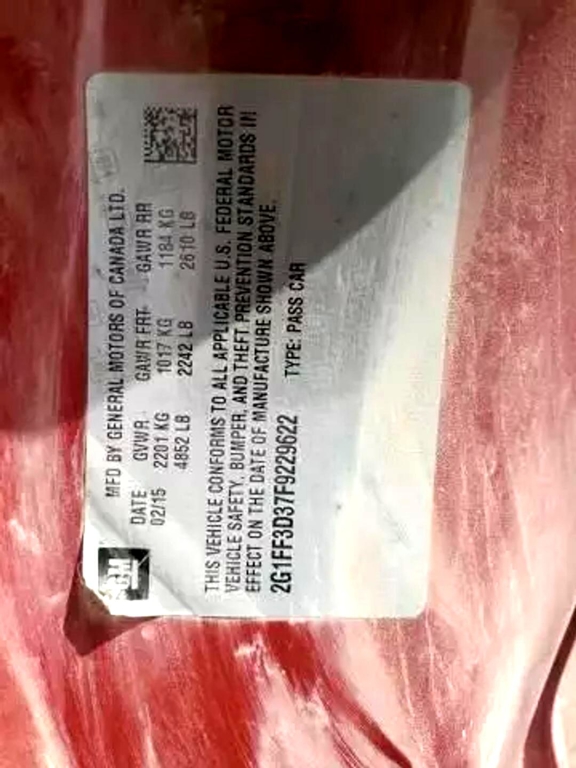 GM
MFD BY GENERAL MOTORS OF CANADA LTD.
DATE GVWR GAWR FRT GAWR RR
02/15 2201 KG 1017 KG 1184 KG
4852 LB 2242 LB 2610 LB
THIS VEHICLE CONFORMS TO ALL APPLICABLE U.S. FEDERAL MOTOR
VEHICLE SAFETY, BUMPER, AND THEFT PREVENTION STANDARDS IN
EFFECT ON THE DATE OF MANUFACTURE SHOWN ABOVE.
2G1FF3D37F9229622 TYPE: PASS CAR